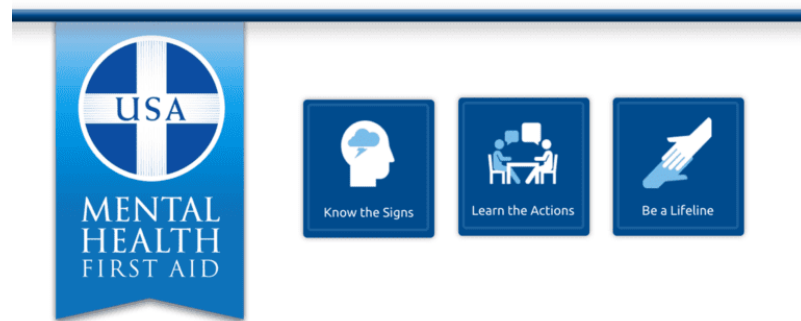 USA
MENTAL
HEALTH
FIRST AID
Know the Signs
Learn the Actions
Be a Lifeline